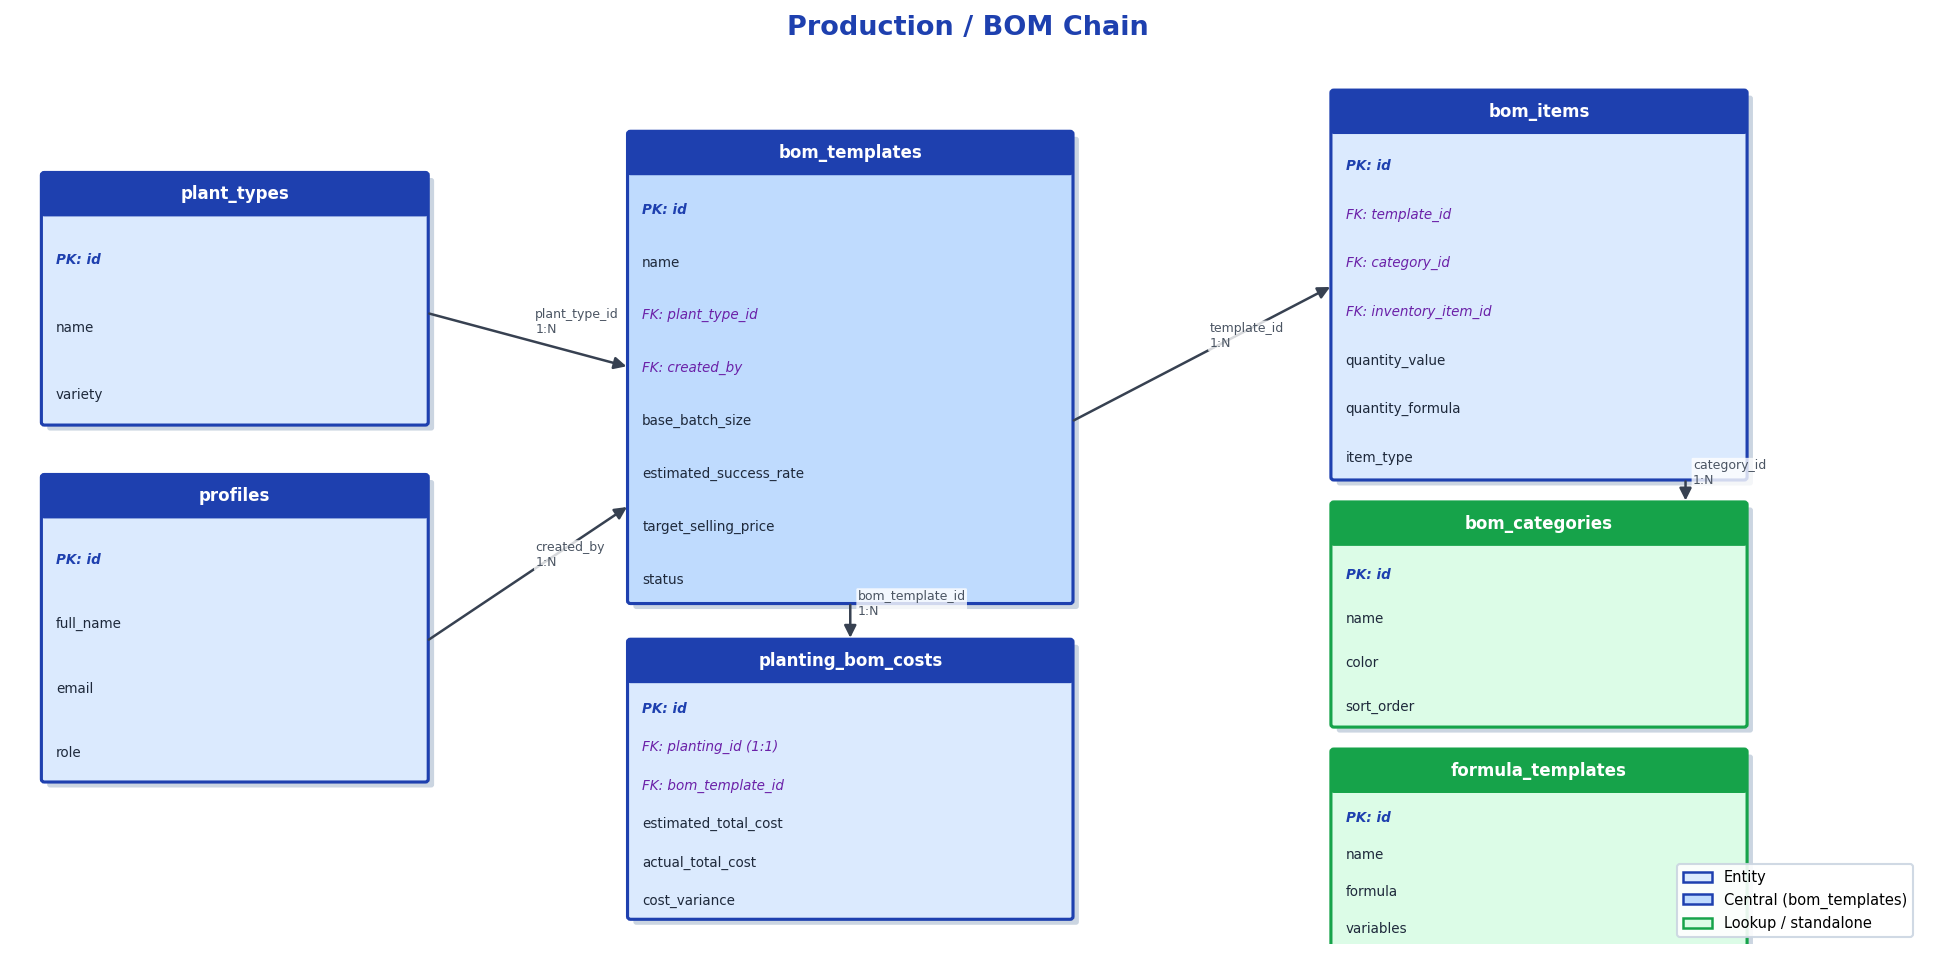 Production / BOM Chain
plant_types
PK: id
name
variety
profiles
PK: id
full_name
email
role
plant_type_id
1:N
created_by
1:N
bom_templates
PK: id
name
FK: plant_type_id
FK: created_by
base_batch_size
estimated_success_rate
target_selling_price
status
bom_template_id
1:N
planting_bom_costs
PK: id
FK: planting_id (1:1)
FK: bom_template_id
estimated_total_cost
actual_total_cost
cost_variance
template_id
1:N
bom_items
PK: id
FK: template_id
FK: category_id
FK: inventory_item_id
quantity_value
quantity_formula
item_type
category_id
1:N
bom_categories
PK: id
name
color
sort_order
formula_templates
PK: id
name
formula
variables
Entity
Central (bom_templates)
Lookup / standalone